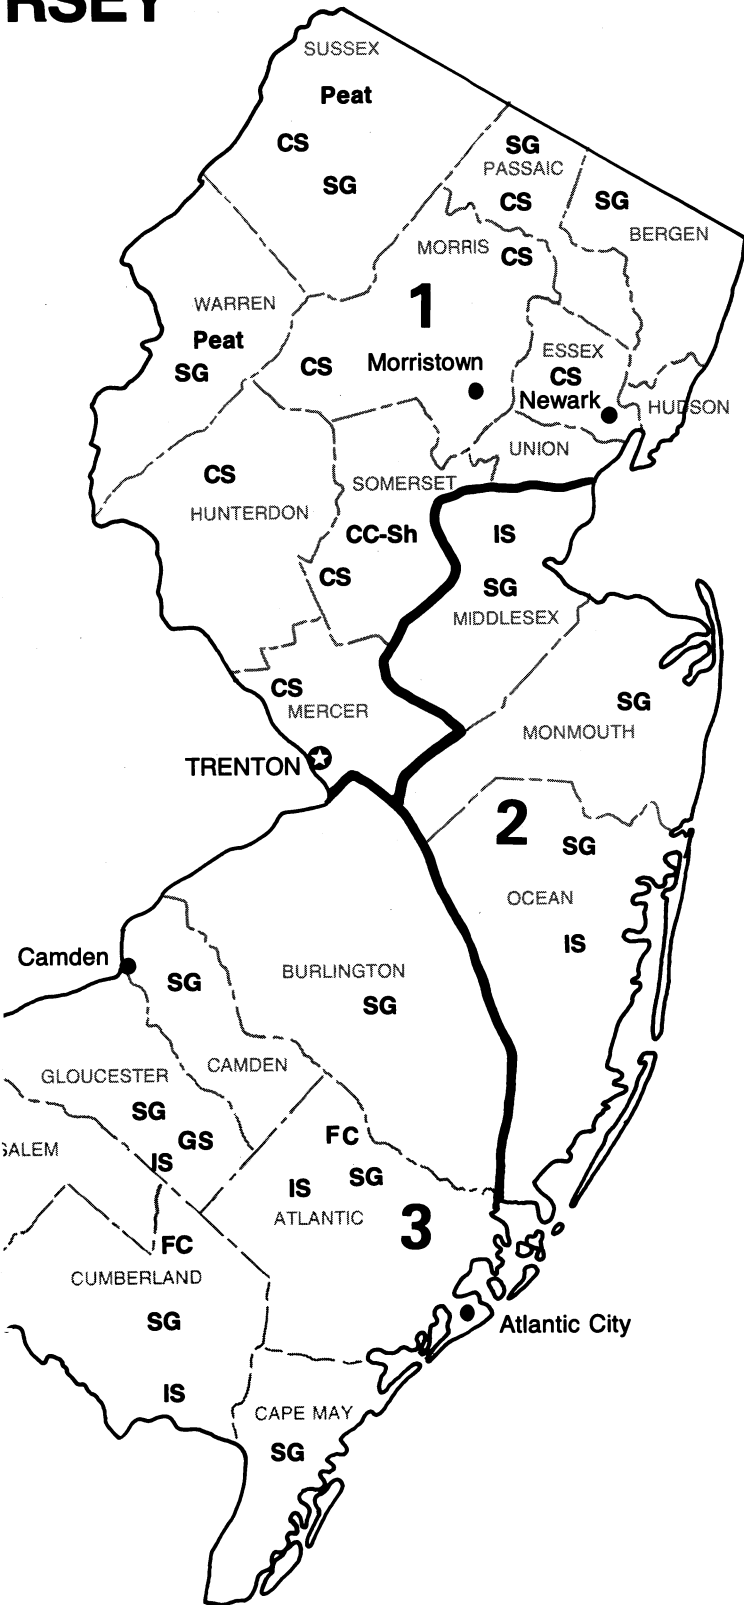 RSEY
SUSSEX
Peat
CS
SG
SG
PASSAIC
CS
SG
BERGEN
MORRIS
CS
WARREN
1
Peat
SG
CS
Morristown
ESSEX
CS
Newark
HUDSON
UNION
CS
HUNTERDON
SOMERSET
CC-Sh
CS
IS
SG
MIDDLESEX
CS
MERCER
SG
MONMOUTH
TRENTON
2
SG
OCEAN
IS
Camden
SG
BURLINGTON
SG
CAMDEN
GLOUCESTER
SG
GS
IS
SALEM
FC
SG
IS
ATLANTIC
3
FC
CUMBERLAND
SG
IS
Atlantic City
CAPE MAY
SG